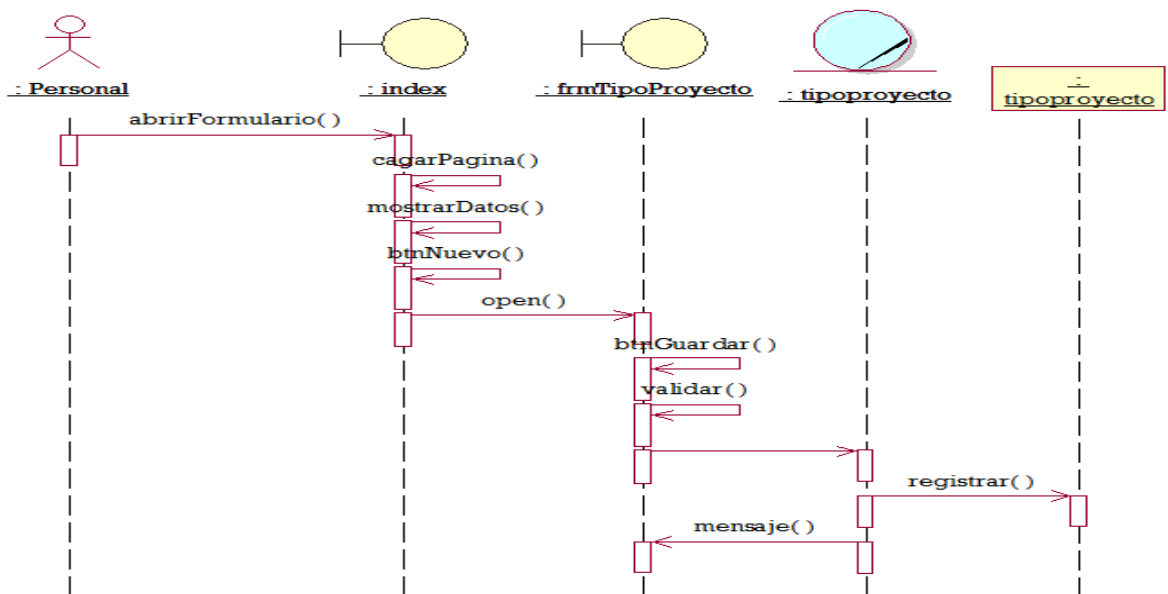 : Personal
: index
: frmTipoProyecto
: tipoproyecto
:
tipoproyecto
abrirFormulario( )
cagarPagina( )
mostrarDatos( )
btnNuevo( )
open( )
btnGuardar( )
validar( )
registrar( )
mensaje( )